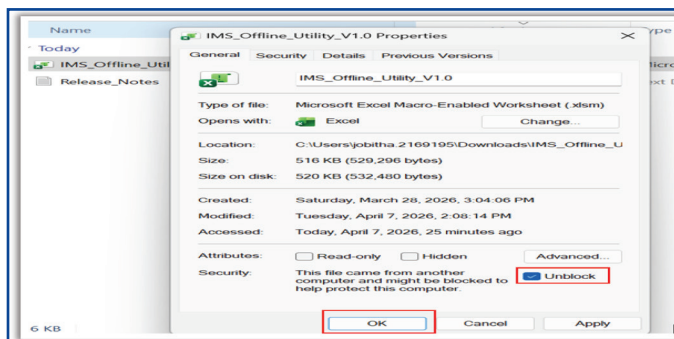 Name
Today
IMS_Offline_Util
Release_Notes
6 KB
IMS_Offline_Utility_V1.0 Properties
General Security Details Previous Versions
IMS_Offline_Utility_V1.0
Type of file: Microsoft Excel Macro-Enabled Worksheet (.xlsm)
Opens with: Excel Change...
Location: C:\Users\jobitha.2169195\Downloads\IMS_Offline_U
Size: 516 KB (529,296 bytes)
Size on disk: 520 KB (532,480 bytes)
Created: Saturday, March 28, 2026, 3:04:06 PM
Modified: Tuesday, April 7, 2026, 2:08:14 PM
Accessed: Today, April 7, 2026, 25 minutes ago
Attributes: Read-only Hidden Advanced...
Security: This file came from another
computer and might be blocked to
help protect this computer.
Unblock
OK Cancel Apply